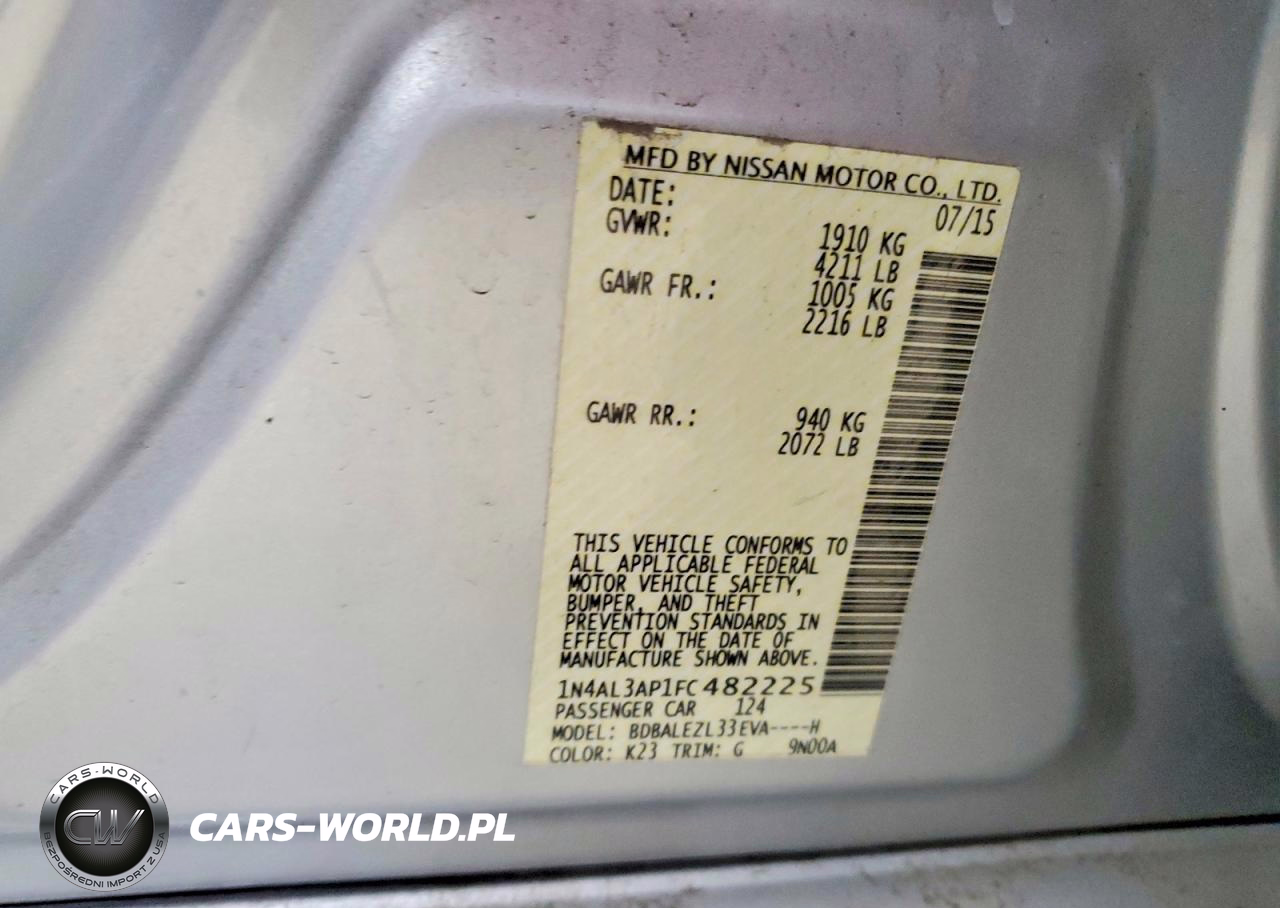 MFD BY NISSAN MOTOR CO., LTD.
DATE: 07/15
GVWR: 1910 KG
4211 LB
GAWR FR.: 1005 KG
2216 LB
GAWR RR.: 940 KG
2072 LB
THIS VEHICLE CONFORMS TO
ALL APPLICABLE FEDERAL
MOTOR VEHICLE SAFETY,
BUMPER, AND THEFT
PREVENTION STANDARDS IN
EFFECT ON THE DATE OF
MANUFACTURE SHOWN ABOVE.
1N4AL3AP1FC482225
PASSENGER CAR 124
MODEL: BDBALEZL33EVA----H
COLOR: K23 TRIM: G 9N00A
CARS-WORLD
CW
BEZPOŚREDNI IMPORT Z USA
CARS-WORLD.PL